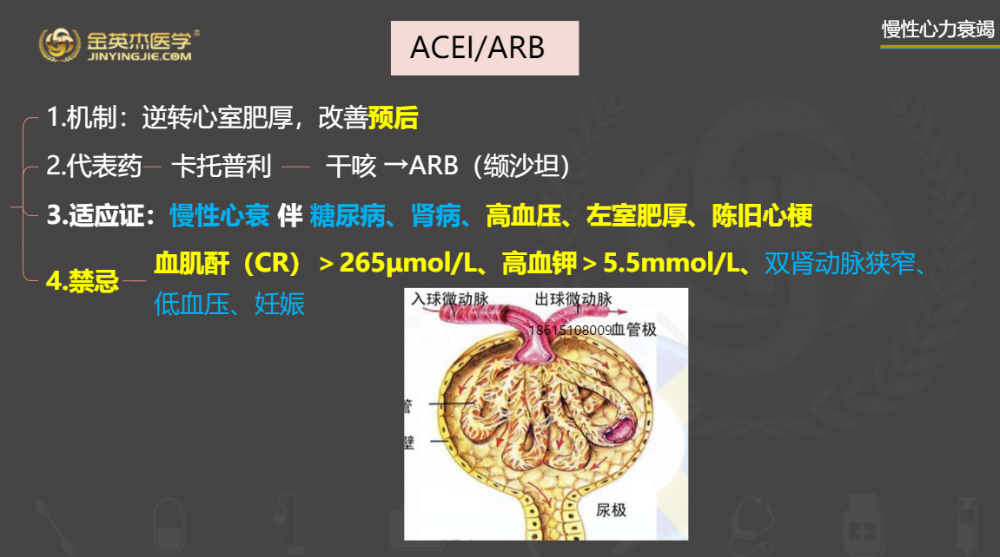 金英杰医学®
JINYINGJIE.COM
ACEI/ARB
慢性心力衰竭
1.机制：逆转心室肥厚，改善预后
2.代表药 卡托普利 干咳 →ARB（缬沙坦）
3.适应证：慢性心衰 伴 糖尿病、肾病、高血压、左室肥厚、陈旧心梗
4.禁忌 血肌酐（CR）＞265μmol/L、高血钾＞5.5mmol/L、双肾动脉狭窄、
低血压、妊娠
入球微动脉 出球微动脉
18615108009血管极
管
壁
尿极